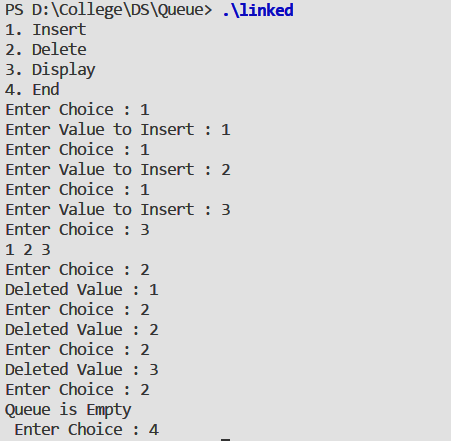 PS D:\College\DS\Queue> .\linked
1. Insert
2. Delete
3. Display
4. End
Enter Choice : 1
Enter Value to Insert : 1
Enter Choice : 1
Enter Value to Insert : 2
Enter Choice : 1
Enter Value to Insert : 3
Enter Choice : 3
1 2 3
Enter Choice : 2
Deleted Value : 1
Enter Choice : 2
Deleted Value : 2
Enter Choice : 2
Deleted Value : 3
Enter Choice : 2
Queue is Empty
 Enter Choice : 4